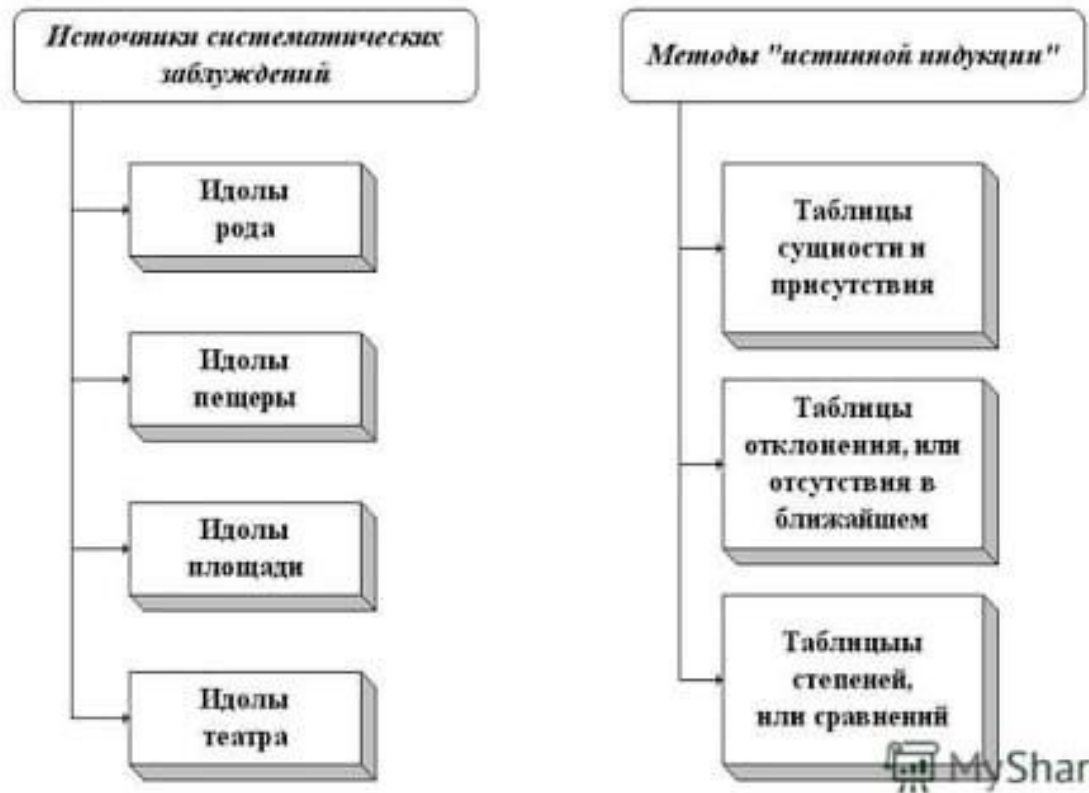 Источники систематических
заблуждений
Идолы
рода
Идолы
пещеры
Идолы
площади
Идолы
театра
Методы "истинной индукции"
Таблицы
сущности и
присутствия
Таблицы
отклонения, или
отсутствия в
ближайшем
Таблицыы
степеней,
или сравнений
MyShar